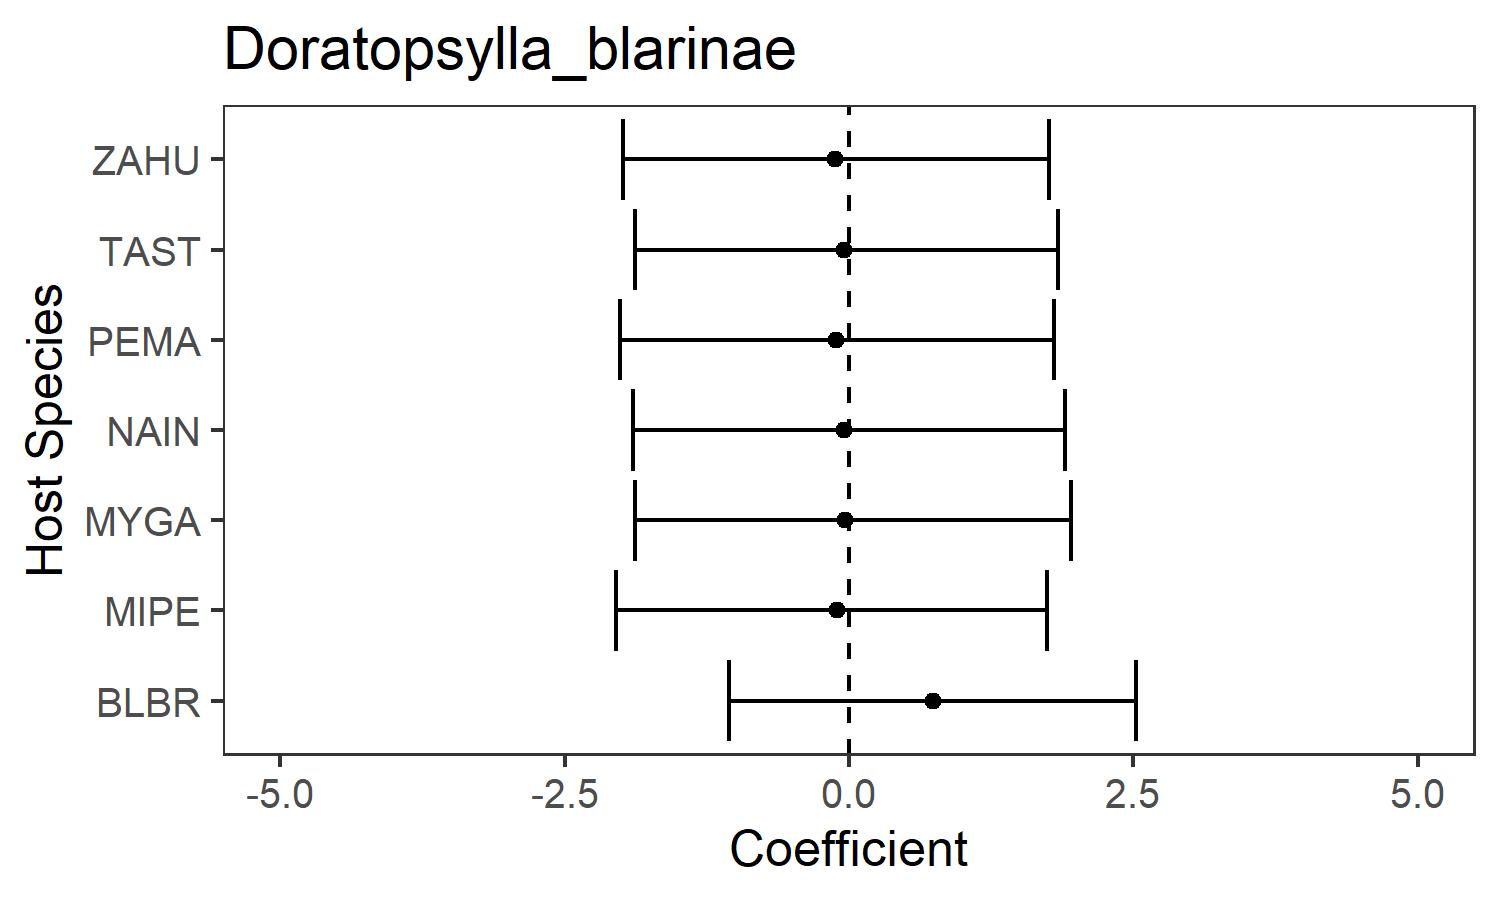 Doratopsylla_blarinae
ZAHU
TAST
PEMA
NAIN
MYGA
MIPE
BLBR
Host Species
-5.0 -2.5 0.0 2.5 5.0
Coefficient